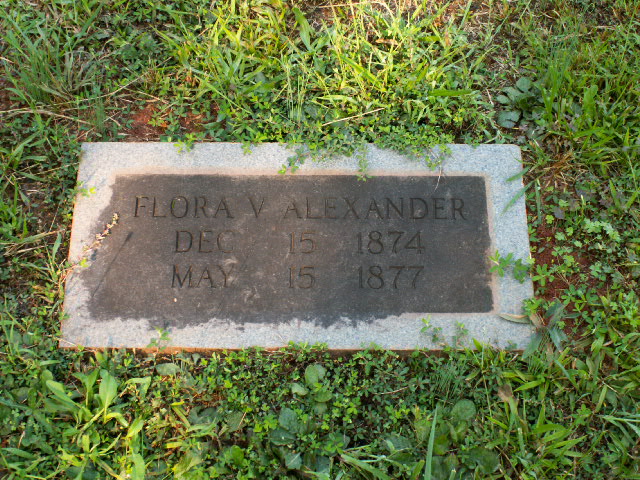 FLORA V ALEXANDER
DEC 15 1874
MAY 15 1877